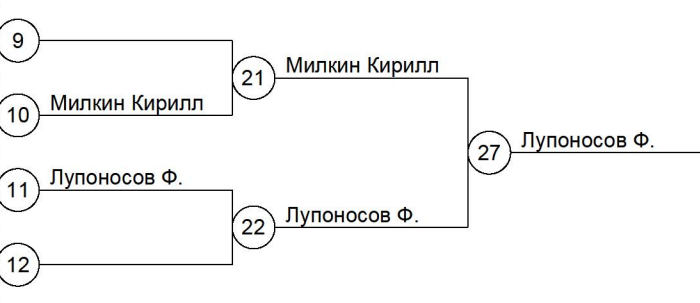 9
21 Милкин Кирилл
10 Милкин Кирилл
27 Лупоносов Ф.
11 Лупоносов Ф.
22 Лупоносов Ф.
12